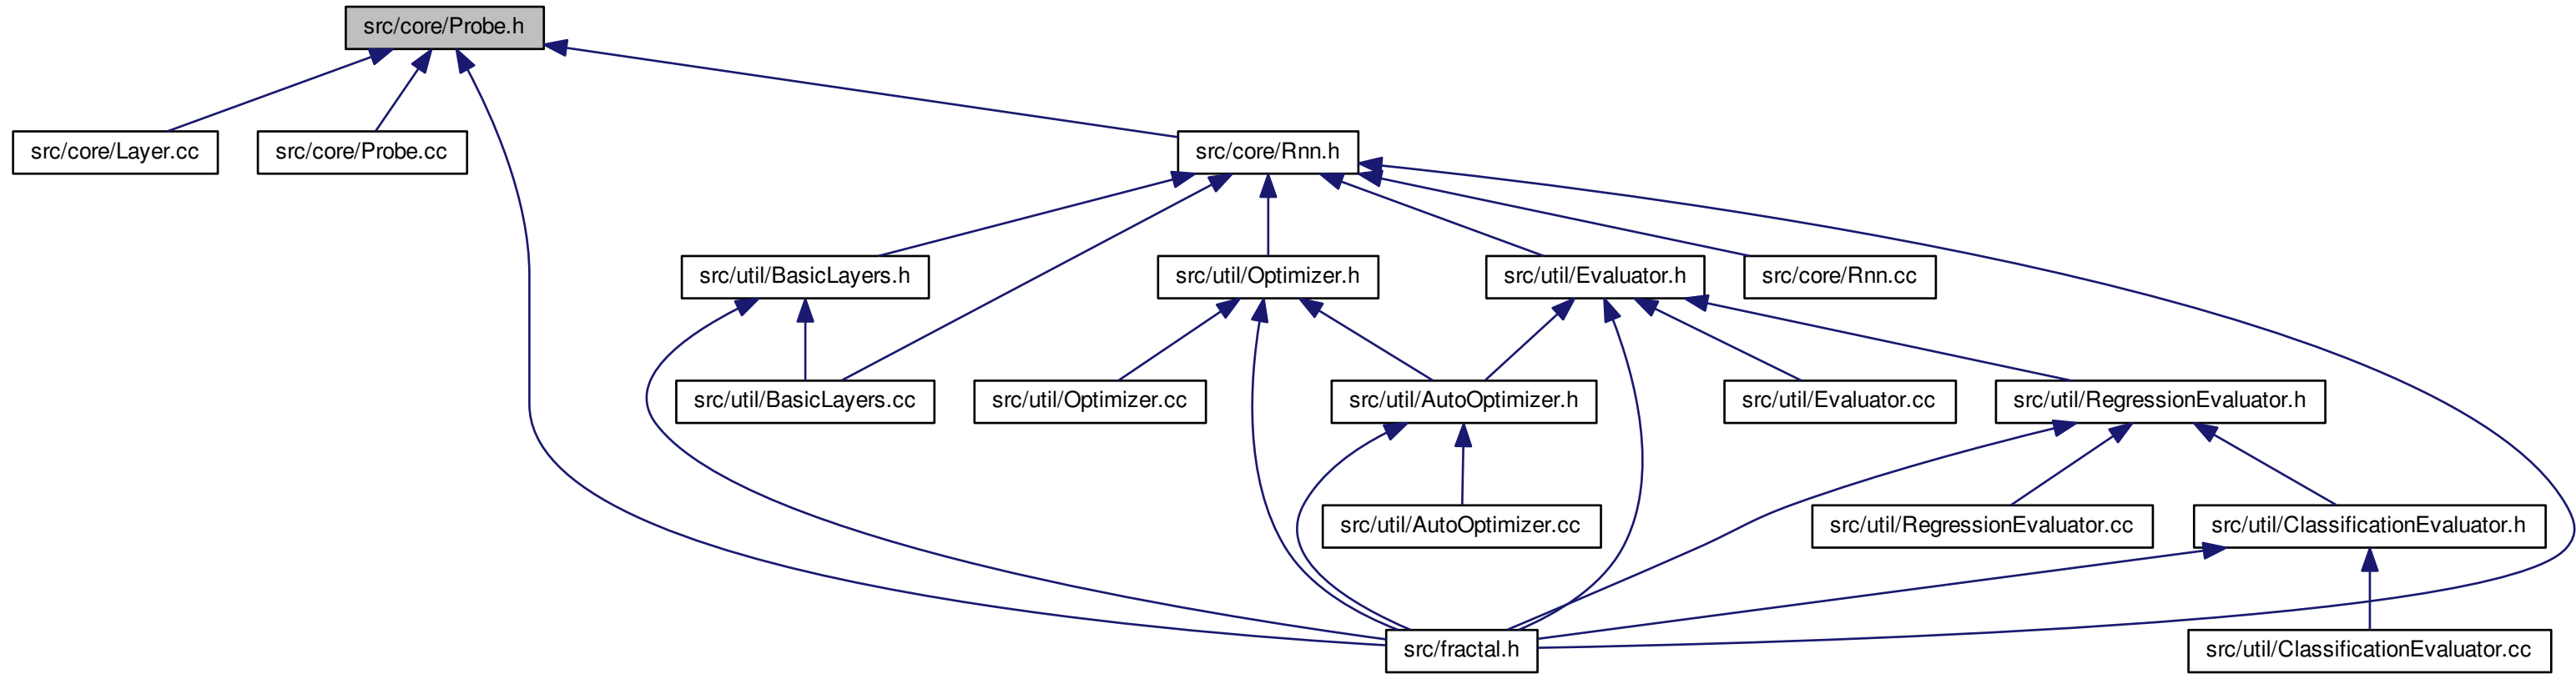 src/core/Probe.h
src/core/Layer.cc
src/core/Probe.cc
src/core/Rnn.h
src/util/BasicLayers.h
src/util/Optimizer.h
src/util/Evaluator.h
src/core/Rnn.cc
src/util/BasicLayers.cc
src/util/Optimizer.cc
src/util/AutoOptimizer.h
src/util/Evaluator.cc
src/util/RegressionEvaluator.h
src/util/AutoOptimizer.cc
src/util/RegressionEvaluator.cc
src/util/ClassificationEvaluator.h
src/fractal.h
src/util/ClassificationEvaluator.cc